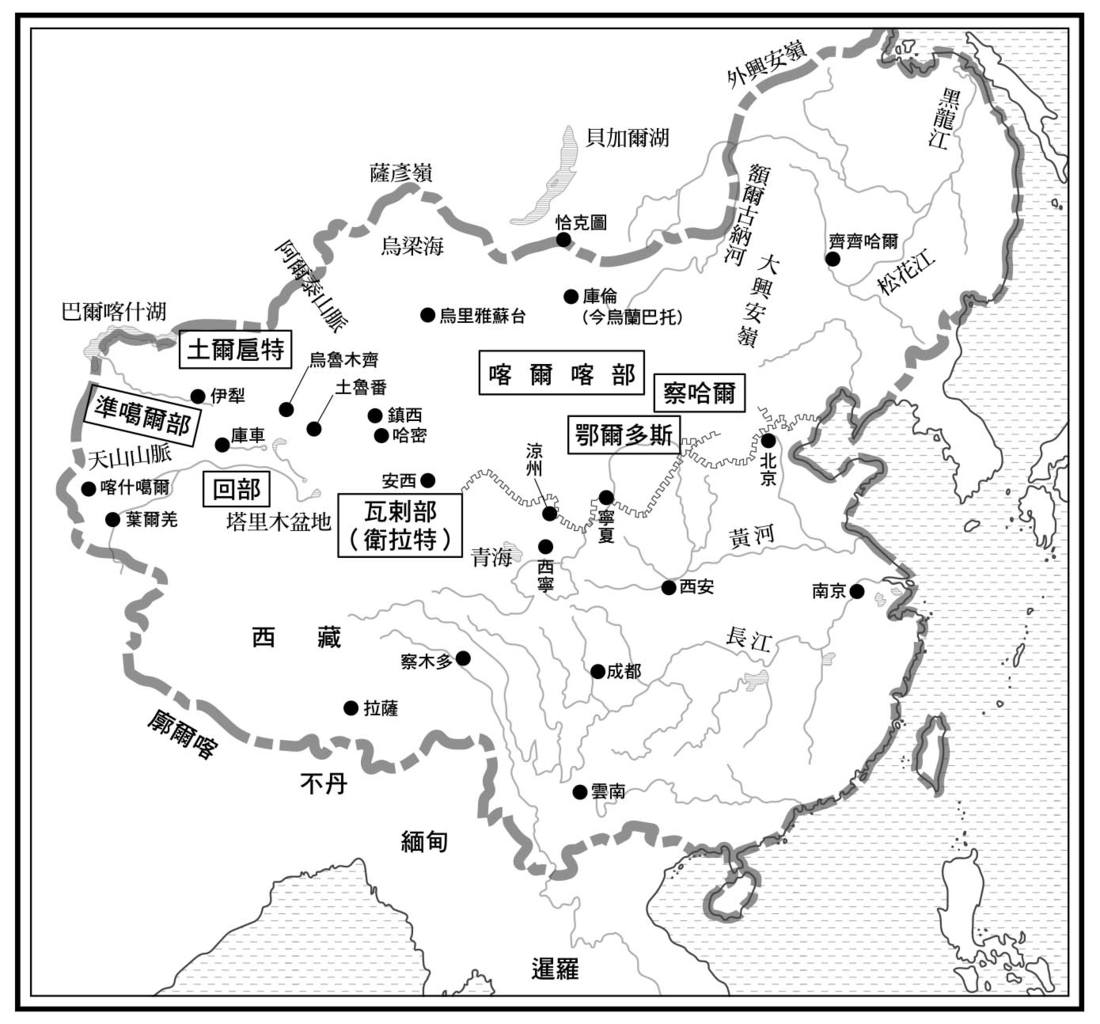 外興安嶺
黑龍江
貝加爾湖
薩彥嶺
額爾古納河
恰克圖
烏梁海
齊齊哈爾
松花江
阿爾泰山脈
大興安嶺
庫倫
（今烏蘭巴托）
巴爾喀什湖
烏里雅蘇台
土爾扈特
烏魯木齊
喀爾喀部
土魯番
察哈爾
伊犁
準噶爾部
鎮西
哈密
庫車
鄂爾多斯
天山山脈
涼州
北京
喀什噶爾
回部
安西
葉爾羌
塔里木盆地
瓦剌部
（衛拉特）
寧夏
青海
西寧
黃河
西安
南京
西藏
長江
察木多
成都
拉薩
廓爾喀
不丹
雲南
緬甸
暹羅